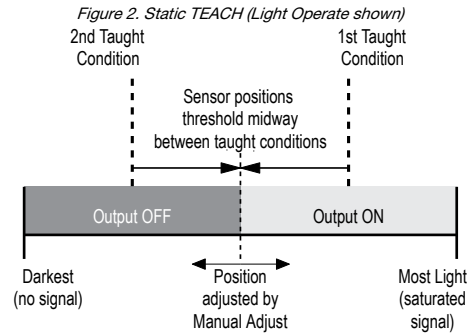 Figure 2. Static TEACH (Light Operate shown)
2nd Taught
Condition
1st Taught
Condition
Sensor positions
threshold midway
between taught conditions
Output OFF
Output ON
Darkest
(no signal)
Position
adjusted by
Manual Adjust
Most Light
(saturated
signal)